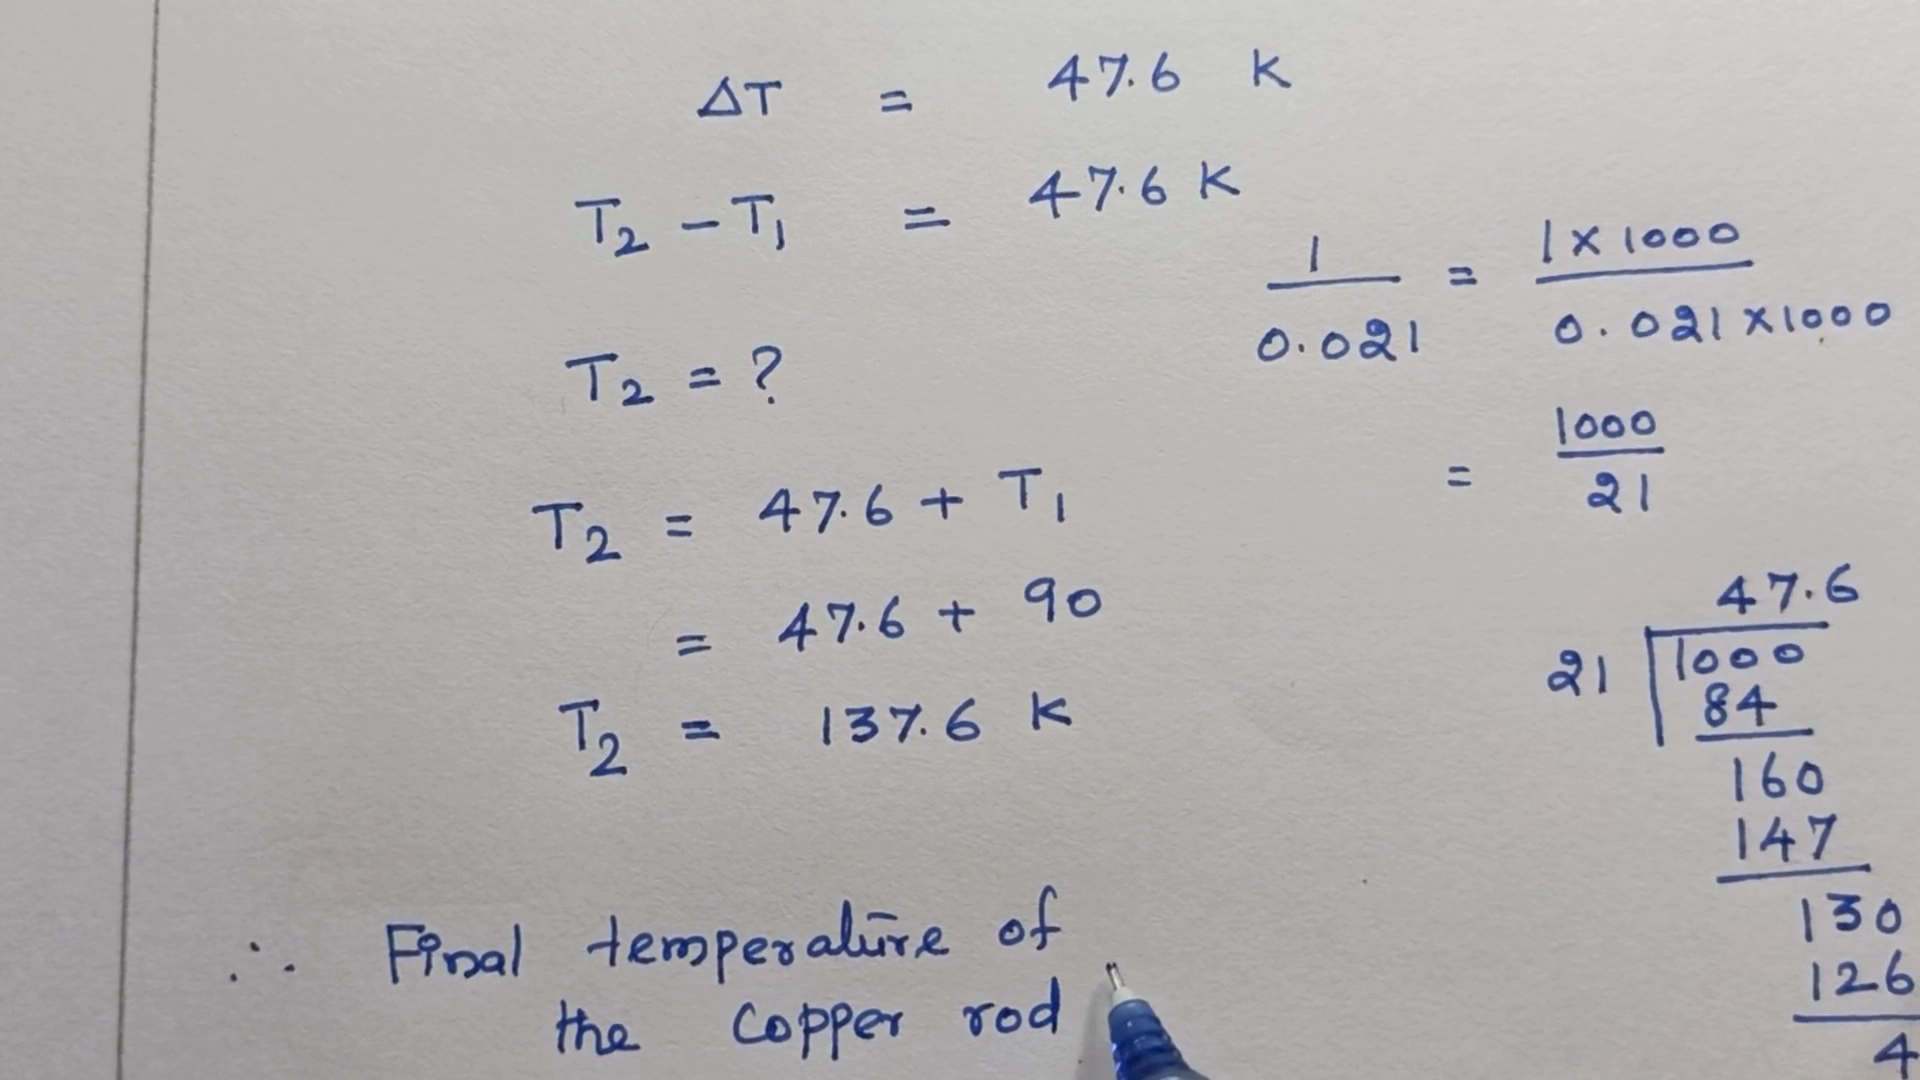 ΔT = 47.6 K
T₂ - T₁ = 47.6 K
T₂ = ?
T₂ = 47.6 + T₁
= 47.6 + 90
T₂ = 137.6 K
∴ Final temperature of
the copper rod
1/0.021 = 1 × 1000/0.021 × 1000
= 1000/21
47.6
21 1000
84
160
147
130
126
4